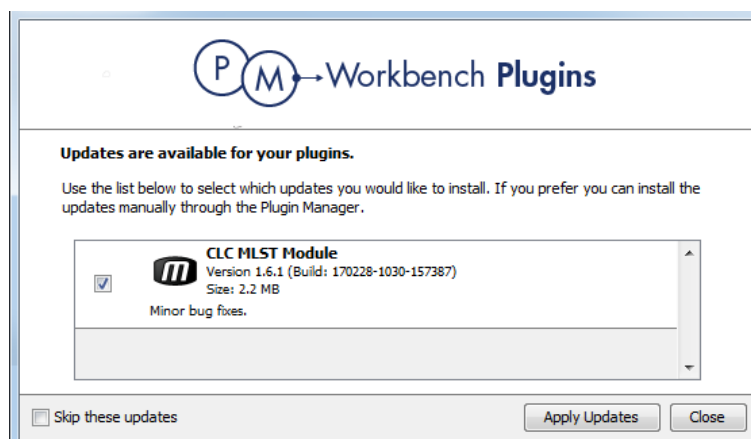 P M Workbench Plugins
Updates are available for your plugins.
Use the list below to select which updates you would like to install. If you prefer you can install the
updates manually through the Plugin Manager.
CLC MLST Module
Version 1.6.1 (Build: 170228-1030-157387)
Size: 2.2 MB
Minor bug fixes.
Skip these updates
Apply Updates
Close